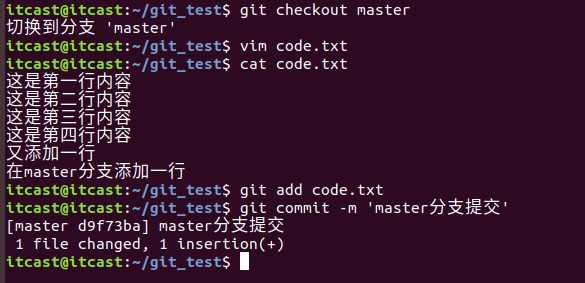 itcast@itcast:~/git_test$ git checkout master
切换到分支 'master'
itcast@itcast:~/git_test$ vim code.txt
itcast@itcast:~/git_test$ cat code.txt
这是第一行内容
这是第二行内容
这是第三行内容
这是第四行内容
又添加一行
在master分支添加一行
itcast@itcast:~/git_test$ git add code.txt
itcast@itcast:~/git_test$ git commit -m 'master分支提交'
[master d9f73ba] master分支提交
 1 file changed, 1 insertion(+)
itcast@itcast:~/git_test$